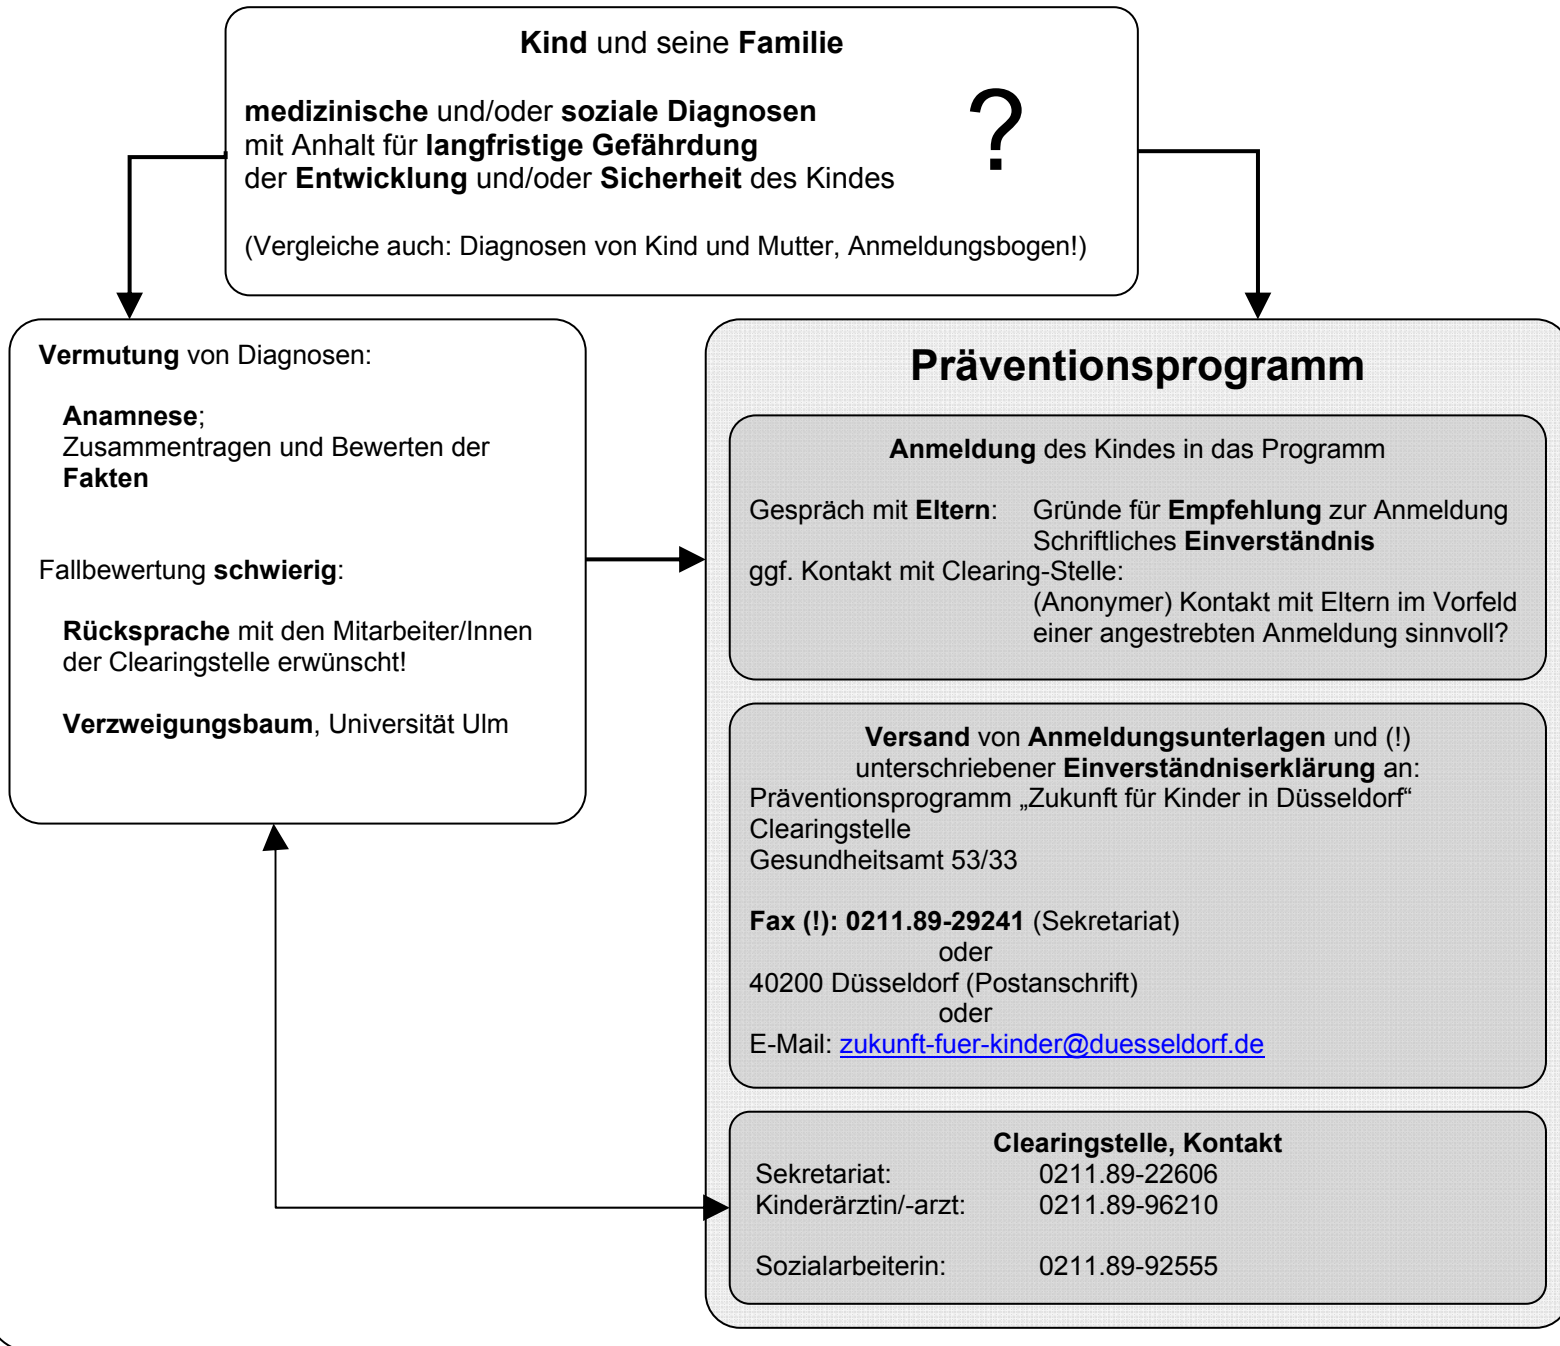 Kind und seine Familie
medizinische und/oder soziale Diagnosen
mit Anhalt für langfristige Gefährdung
der Entwicklung und/oder Sicherheit des Kindes
?
(Vergleiche auch: Diagnosen von Kind und Mutter, Anmeldungsbogen!)
Vermutung von Diagnosen:
Anamnese;
Zusammentragen und Bewerten der
Fakten
Fallbewertung schwierig:
Rücksprache mit den Mitarbeiter/Innen
der Clearingstelle erwünscht!
Verzweigungsbaum, Universität Ulm
Präventionsprogramm
Anmeldung des Kindes in das Programm
Gespräch mit Eltern: Gründe für Empfehlung zur Anmeldung
Schriftliches Einverständnis
ggf. Kontakt mit Clearing-Stelle:
(Anonymer) Kontakt mit Eltern im Vorfeld
einer angestrebten Anmeldung sinnvoll?
Versand von Anmeldungsunterlagen und (!)
unterschriebener Einverständniserklärung an:
Präventionsprogramm „Zukunft für Kinder in Düsseldorf“
Clearingstelle
Gesundheitsamt 53/33
Fax (!): 0211.89-29241 (Sekretariat)
oder
40200 Düsseldorf (Postanschrift)
oder
E-Mail: zukunft-fuer-kinder@duesseldorf.de
Clearingstelle, Kontakt
Sekretariat: 0211.89-22606
Kinderärztin/-arzt: 0211.89-96210
Sozialarbeiterin: 0211.89-92555